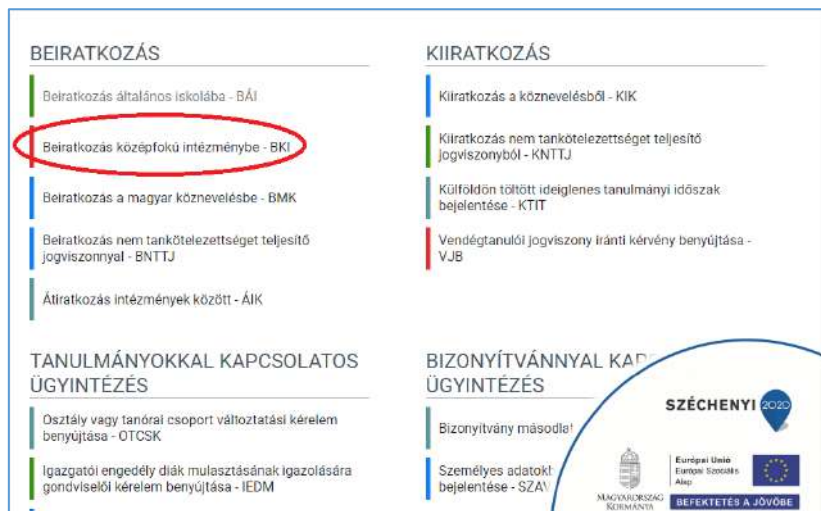 BEIRATKOZÁS
Beiratkozás általános iskolába - BÁI
Beiratkozás középfokú intézménybe - BKI
Beiratkozás a magyar köznevelésbe - BMK
Beiratkozás nem tankötelezettséget teljesítő
jogviszonnyal - BNTTJ
Átiratkozás intézmények között - ÁIK
KIIRATKOZÁS
Kiiratkozás a köznevelésből - KIK
Kiiratkozás nem tankötelezettséget teljesítő
jogviszonyból - KNTTJ
Külföldön töltött ideiglenes tanulmányi időszak
bejelentése - KTIT
Vendégtanulói jogviszony iránti kérvény benyújtása -
VJB
TANULMÁNYOKKAL KAPCSOLATOS
ÜGYINTÉZÉS
Osztály vagy tanórai csoport változtatási kérelem
benyújtása - OTCSK
Igazgatói engedély diák mulasztásának igazolására
gondviselői kérelem benyújtása - IEDM
BIZONYÍTVÁNNYAL
ÜGYINTÉZÉS
Bizonyítvány
Személyes
bejelentése -
SZÉCHENYI 2020
Európai Unió
Európai Szociális
Alap
MAGYARORSZÁG
KORMÁNYA
BEFEKTETÉS A JÖVŐBE